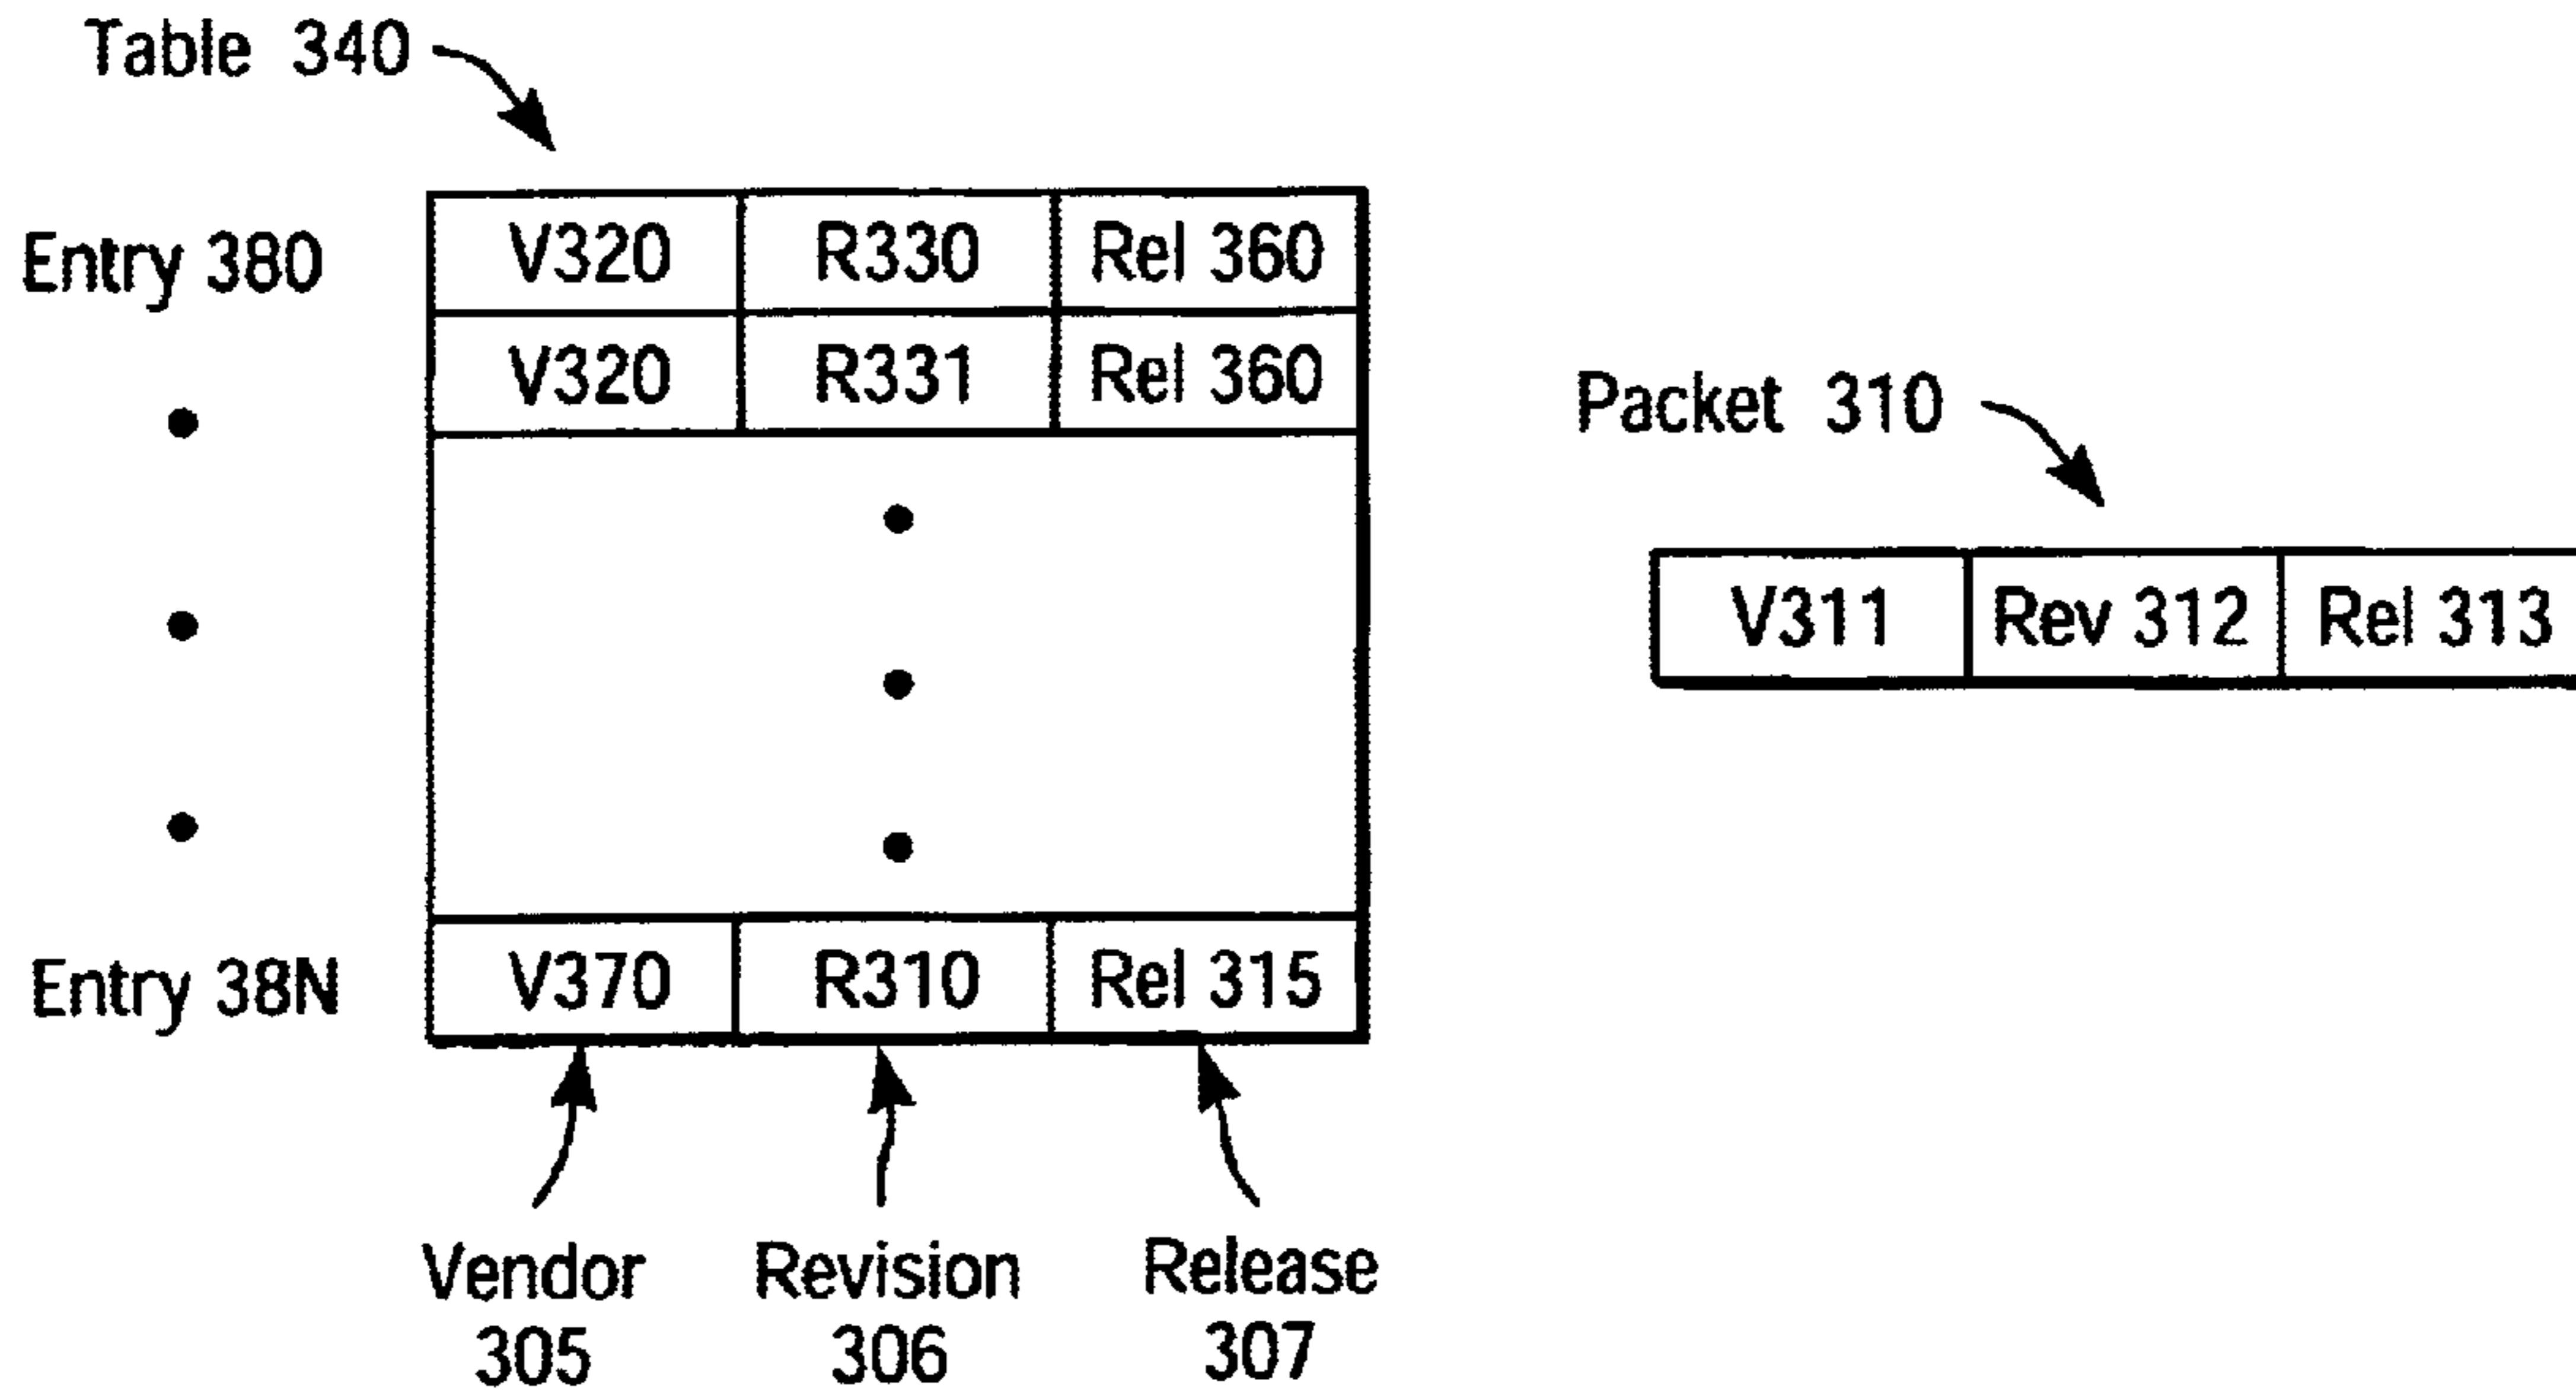 Table 340
Entry 380
V320 R330 Rel 360
V320 R331 Rel 360
Entry 38N
V370 R310 Rel 315
Vendor
305
Revision
306
Release
307
Packet 310
V311 Rev 312 Rel 313